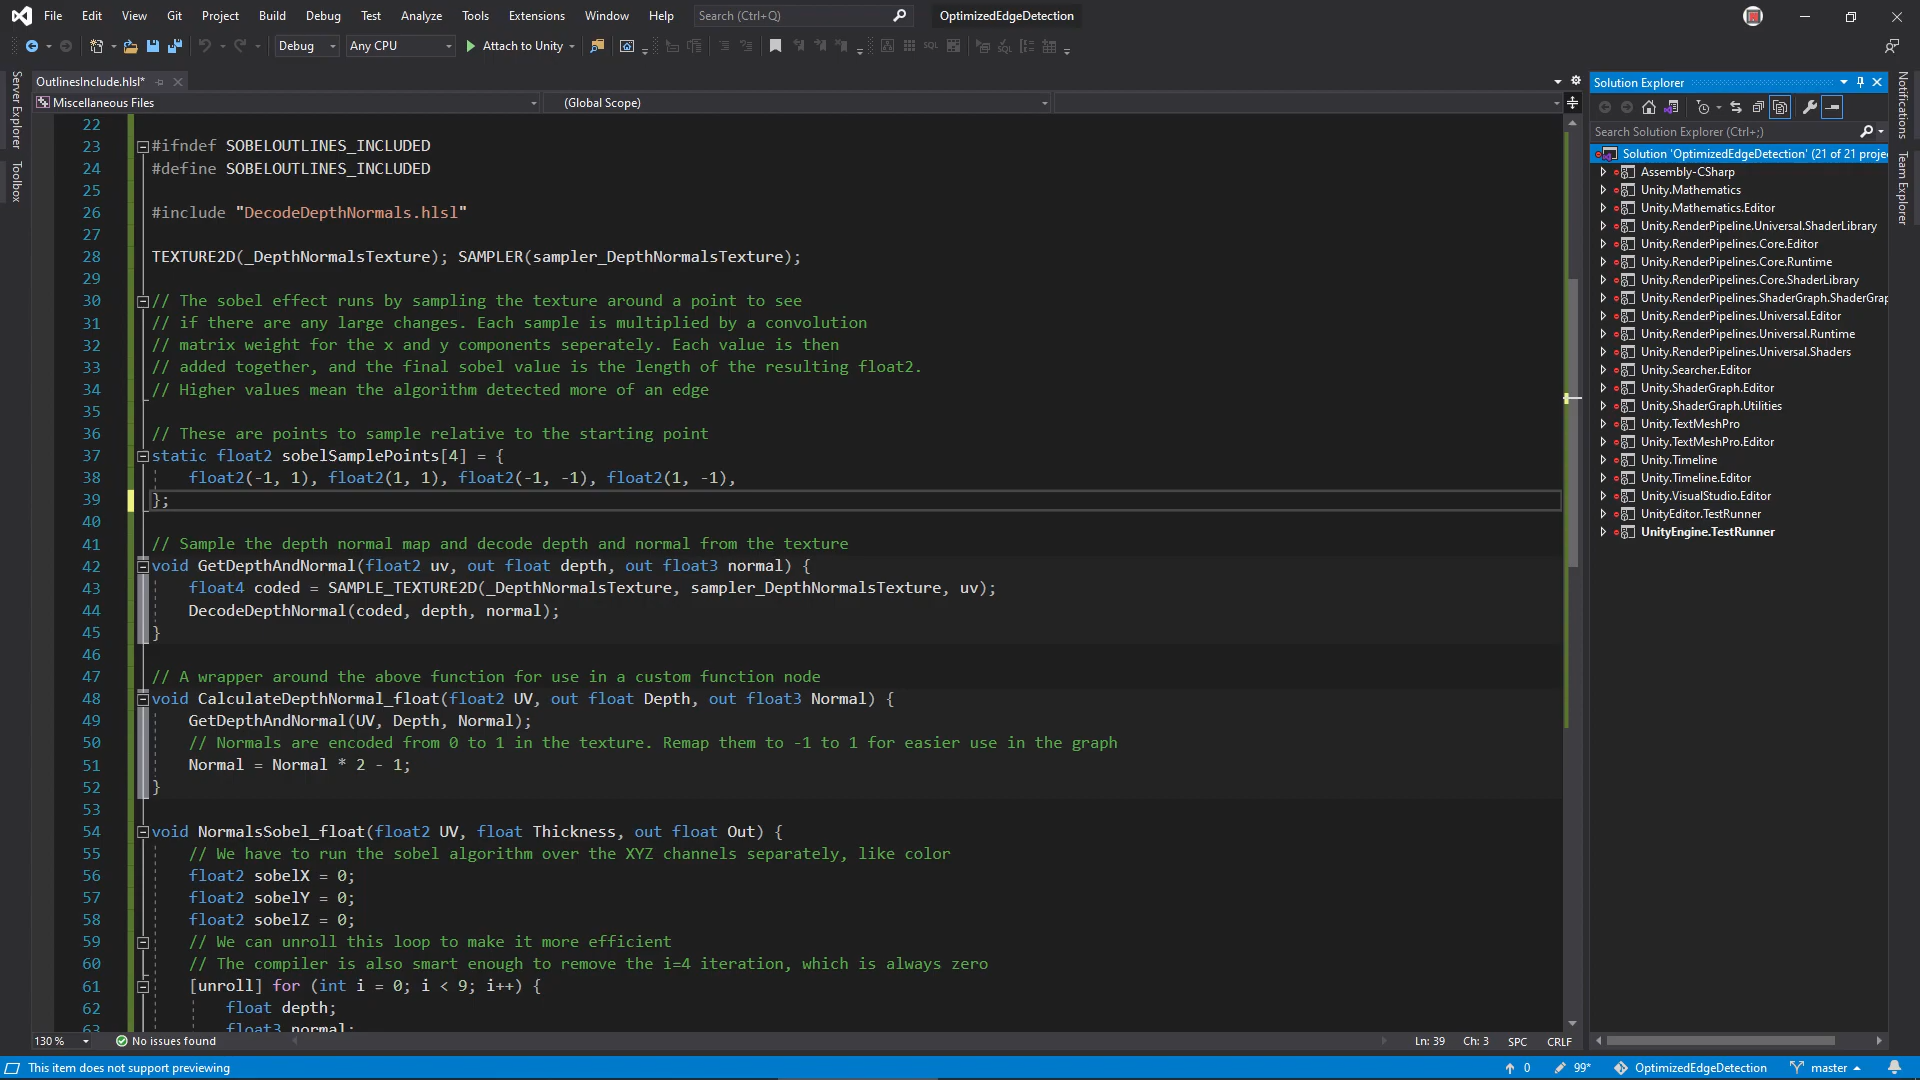 File Edit View Git Project Build Debug Test Analyze Tools Extensions Window Help Search (Ctrl+Q) OptimizedEdgeDetection
Debug Any CPU Attach to Unity
Server Explorer
Toolbox
OutlinesInclude.hlsl*
Miscellaneous Files (Global Scope)
22
23 #ifndef SOBELOUTLINES_INCLUDED
24 #define SOBELOUTLINES_INCLUDED
25
26 #include "DecodeDepthNormals.hlsl"
27
28 TEXTURE2D(_DepthNormalsTexture); SAMPLER(sampler_DepthNormalsTexture);
29
30 // The sobel effect runs by sampling the texture around a point to see
31 // if there are any large changes. Each sample is multiplied by a convolution
32 // matrix weight for the x and y components seperately. Each value is then
33 // added together, and the final sobel value is the length of the resulting float2.
34 // Higher values mean the algorithm detected more of an edge
35
36 // These are points to sample relative to the starting point
37 static float2 sobelSamplePoints[4] = {
38 float2(-1, 1), float2(1, 1), float2(-1, -1), float2(1, -1),
39 };
40
41 // Sample the depth normal map and decode depth and normal from the texture
42 void GetDepthAndNormal(float2 uv, out float depth, out float3 normal) {
43 float4 coded = SAMPLE_TEXTURE2D(_DepthNormalsTexture, sampler_DepthNormalsTexture, uv);
44 DecodeDepthNormal(coded, depth, normal);
45 }
46
47 // A wrapper around the above function for use in a custom function node
48 void CalculateDepthNormal_float(float2 UV, out float Depth, out float3 Normal) {
49 GetDepthAndNormal(UV, Depth, Normal);
50 // Normals are encoded from 0 to 1 in the texture. Remap them to -1 to 1 for easier use in the graph
51 Normal = Normal * 2 - 1;
52 }
53
54 void NormalsSobel_float(float2 UV, float Thickness, out float Out) {
55 // We have to run the sobel algorithm over the XYZ channels separately, like color
56 float2 sobelX = 0;
57 float2 sobelY = 0;
58 float2 sobelZ = 0;
59 // We can unroll this loop to make it more efficient
60 // The compiler is also smart enough to remove the i=4 iteration, which is always zero
61 [unroll] for (int i = 0; i < 9; i++) {
62 float depth;
63 float3 normal;
130 % No issues found Ln: 39 Ch: 3 SPC CRLF
Solution Explorer
Search Solution Explorer (Ctrl+;)
Solution 'OptimizedEdgeDetection' (21 of 21 proje
Assembly-CSharp
Unity.Mathematics
Unity.Mathematics.Editor
Unity.RenderPipeline.Universal.ShaderLibrary
Unity.RenderPipelines.Core.Editor
Unity.RenderPipelines.Core.Runtime
Unity.RenderPipelines.Core.ShaderLibrary
Unity.RenderPipelines.ShaderGraph.ShaderGrap
Unity.RenderPipelines.Universal.Editor
Unity.RenderPipelines.Universal.Runtime
Unity.RenderPipelines.Universal.Shaders
Unity.Searcher.Editor
Unity.ShaderGraph.Editor
Unity.ShaderGraph.Utilities
Unity.TextMeshPro
Unity.TextMeshPro.Editor
Unity.Timeline
Unity.Timeline.Editor
Unity.VisualStudio.Editor
UnityEditor.TestRunner
UnityEngine.TestRunner
Notifications
Team Explorer
This item does not support previewing 0 99* OptimizedEdgeDetection master